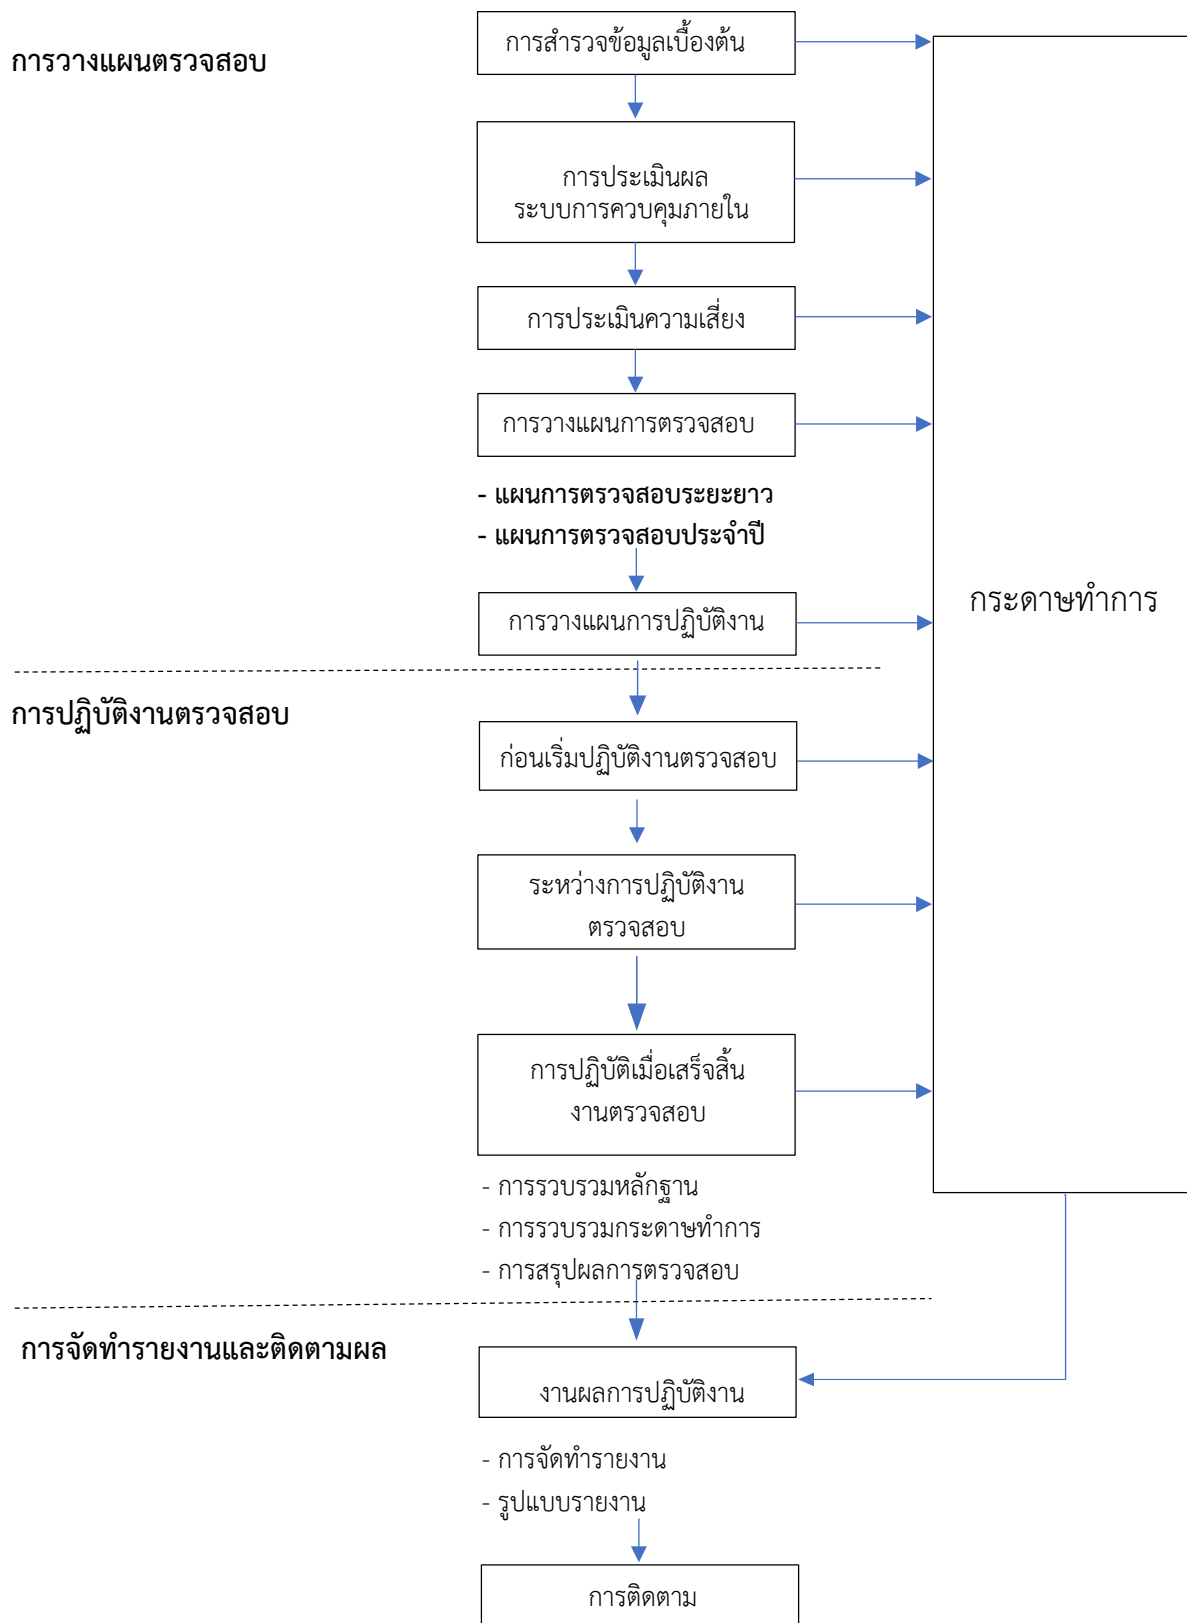 การสำรวจข้อมูลเบื้องต้น
การวางแผนตรวจสอบ
การประเมินผล
ระบบการควบคุมภายใน
การประเมินความเสี่ยง
การวางแผนการตรวจสอบ
- แผนการตรวจสอบระยะยาว
- แผนการตรวจสอบประจำปี
กระดาษทำการ
การวางแผนการปฏิบัติงาน
การปฏิบัติงานตรวจสอบ
ก่อนเริ่มปฏิบัติงานตรวจสอบ
ระหว่างการปฏิบัติงาน
ตรวจสอบ
การปฏิบัติเมื่อเสร็จสิ้น
งานตรวจสอบ
- การรวบรวมหลักฐาน
- การรวบรวมกระดาษทำการ
- การสรุปผลการตรวจสอบ
การจัดทำรายงานและติดตามผล
งานผลการปฏิบัติงาน
- การจัดทำรายงาน
- รูปแบบรายงาน
การติดตาม